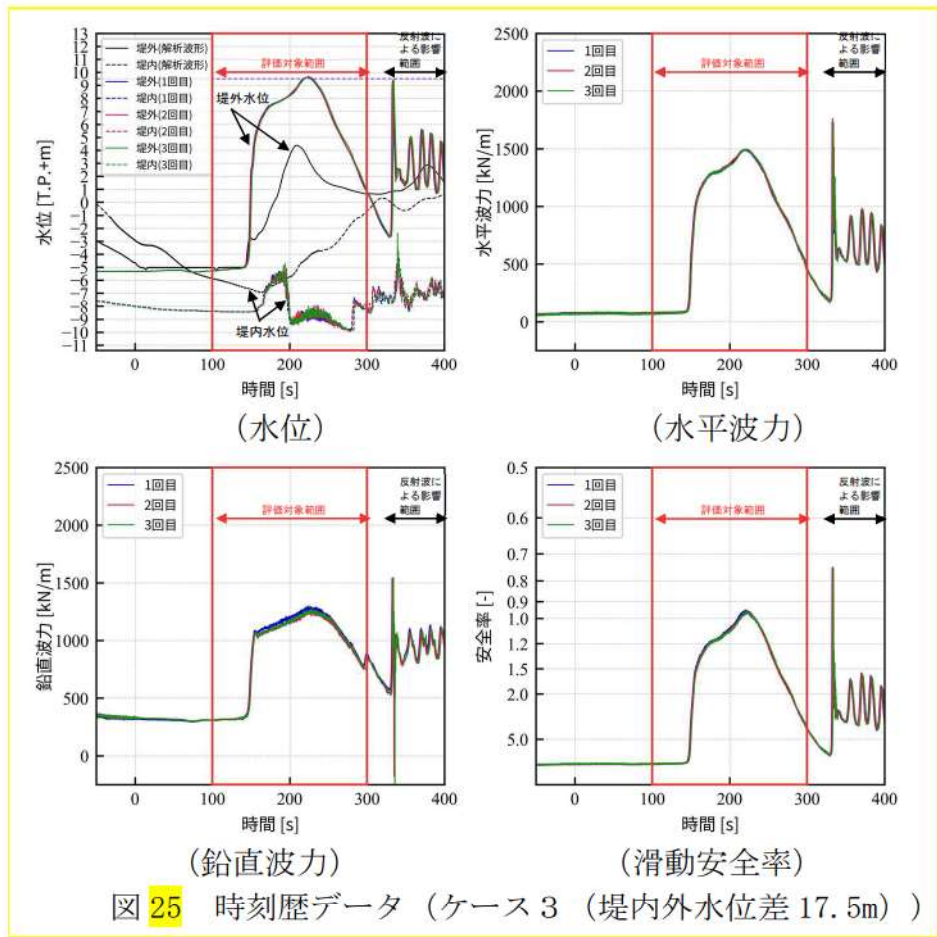 水位 [T.P.+m]
13
12
11
10
9
8
7
6
5
4
3
2
1
0
−1
−2
−3
−4
−5
−6
−7
−8
−9
−10
−11
堤外(解析波形)
堤内(解析波形)
堤外(1回目)
堤内(1回目)
堤外(2回目)
堤内(2回目)
堤外(3回目)
堤内(3回目)
評価対象範囲
反射波に
よる影響
範囲
堤外水位
堤内水位
0 100 200 300 400
時間 [s]
(水位)
水平波力 [kN/m]
2500
2000
1500
1000
500
0
1回目
2回目
3回目
評価対象範囲
反射波に
よる影響
範囲
0 100 200 300 400
時間 [s]
(水平波力)
鉛直波力 [kN/m]
2500
2000
1500
1000
500
0
1回目
2回目
3回目
評価対象範囲
反射波に
よる影響
範囲
0 100 200 300 400
時間 [s]
(鉛直波力)
安全率 [-]
0.5
0.6
0.7
0.8
0.9
1.0
1.2
1.5
2.0
5.0
1回目
2回目
3回目
評価対象範囲
反射波に
よる影響
範囲
0 100 200 300 400
時間 [s]
(滑動安全率)
図 25 時刻歴データ(ケース3(堤内外水位差 17.5m))